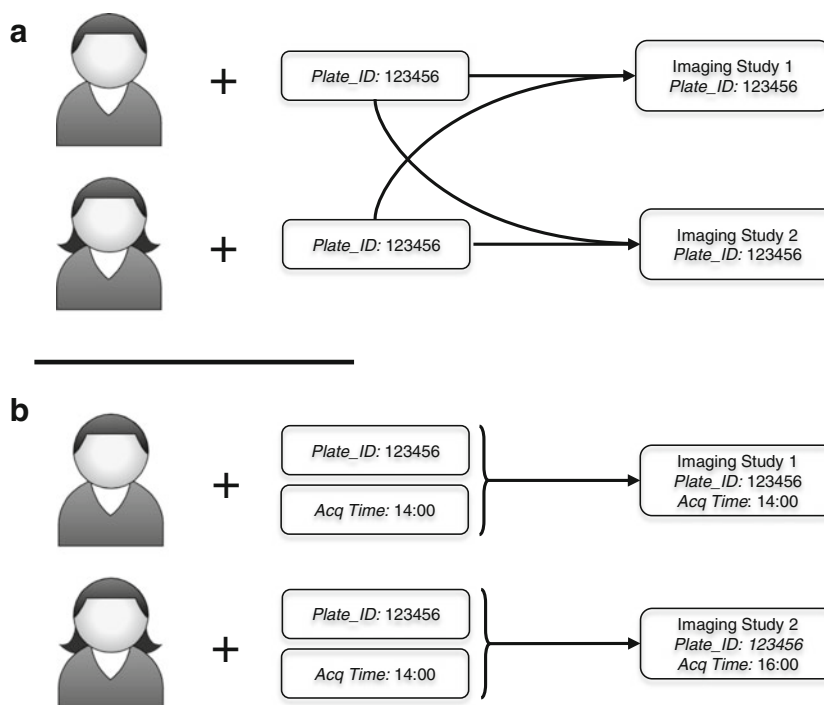 a
+
Plate_ID: 123456
Imaging Study 1
Plate_ID: 123456
+
Plate_ID: 123456
Imaging Study 2
Plate_ID: 123456
b
+
Plate_ID: 123456
Acq Time: 14:00
Imaging Study 1
Plate_ID: 123456
Acq Time: 14:00
+
Plate_ID: 123456
Acq Time: 14:00
Imaging Study 2
Plate_ID: 123456
Acq Time: 16:00